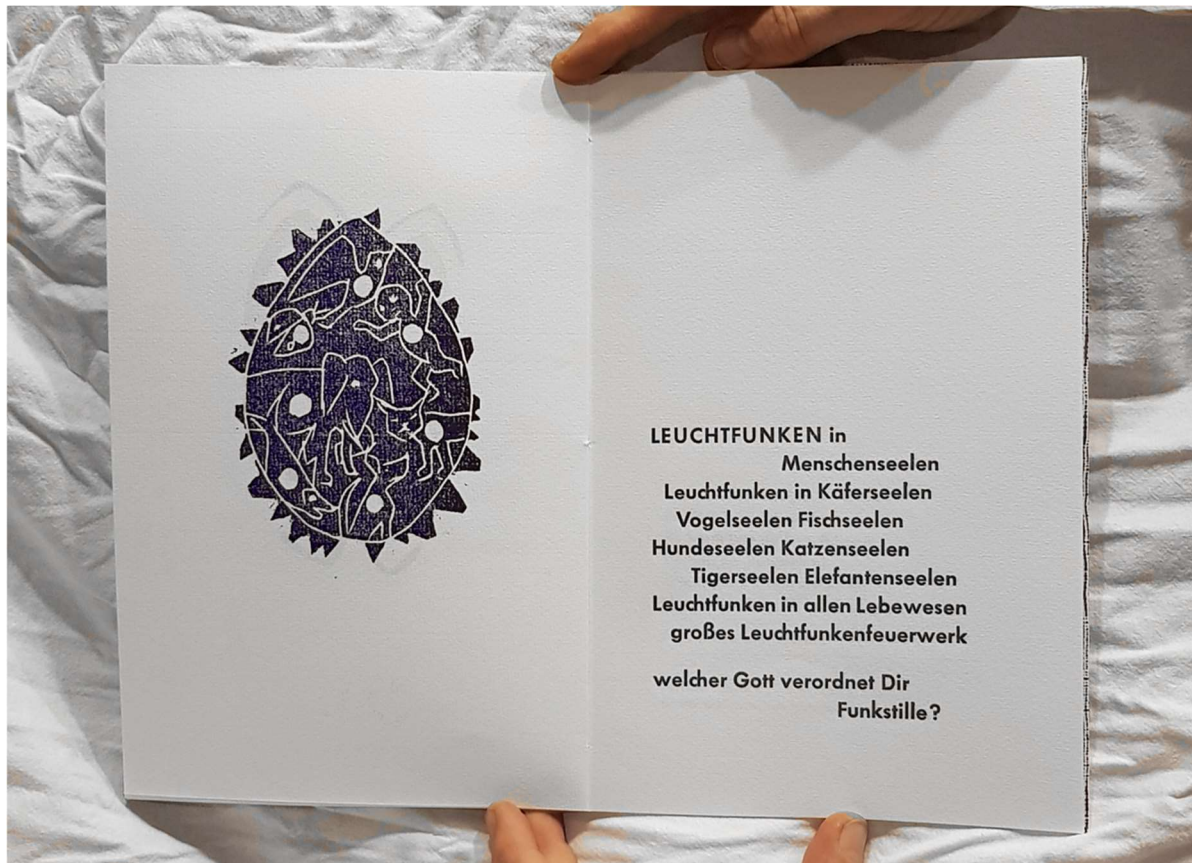 LEUCHTFUNKEN in
Menschenseelen
Leuchtfunken in Käferseelen
Vogelseelen Fischseelen
Hundeseelen Katzenseelen
Tigerseelen Elefantenseelen
Leuchtfunken in allen Lebewesen
großes Leuchtfunkenfeuerwerk
welcher Gott verordnet Dir
Funkstille?